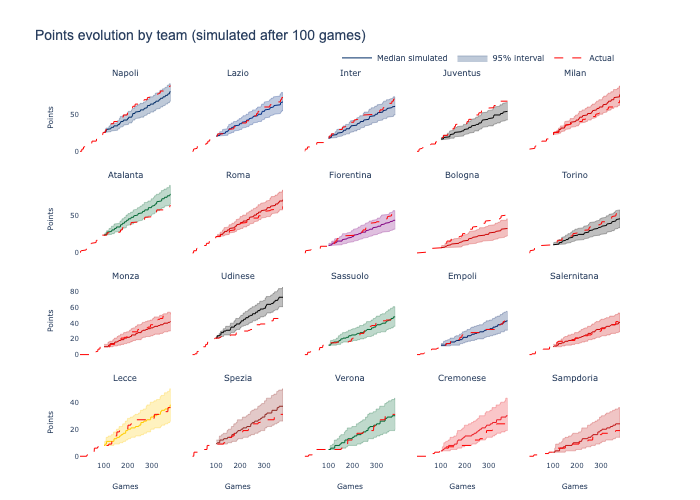 Points evolution by team (simulated after 100 games)
Median simulated 95% interval Actual
Napoli Lazio Inter Juventus Milan
Points
50
0
Atalanta Roma Fiorentina Bologna Torino
Points
50
0
Monza Udinese Sassuolo Empoli Salernitana
Points
80
60
40
20
0
Lecce Spezia Verona Cremonese Sampdoria
Points
40
20
0
100 200 300 100 200 300 100 200 300 100 200 300 100 200 300
Games Games Games Games Games